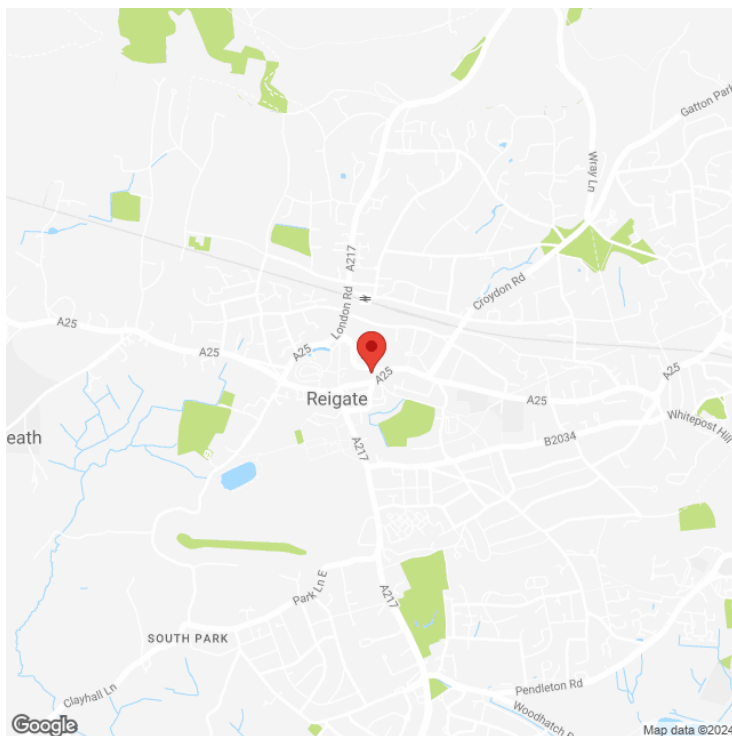 Gatton Park
Wray Ln
A217
Croydon Rd
London Rd
A25
A25
A25
A25
A25
A25
Reigate
eath
Whitepost Hill
B2034
A217
Park Ln E
A217
SOUTH PARK
Clayhall Ln
Pendleton Rd
Woodhatch
Google
Map data ©2024